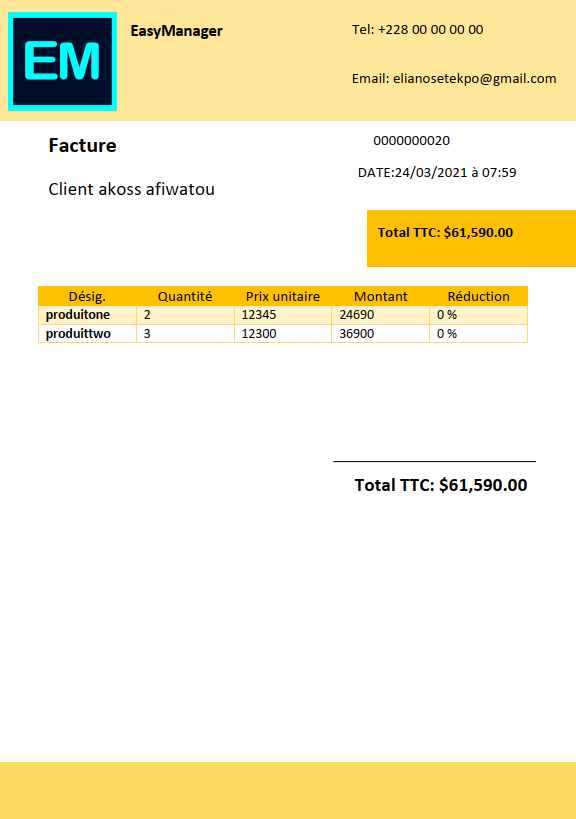 EM
EasyManager
Tel: +228 00 00 00 00
Email: elianosetekpo@gmail.com
Facture
0000000020
DATE:24/03/2021 à 07:59
Client akoss afiwatou
Total TTC: $61,590.00
Désig. Quantité Prix unitaire Montant Réduction
produitone 2 12345 24690 0 %
produittwo 3 12300 36900 0 %
Total TTC: $61,590.00